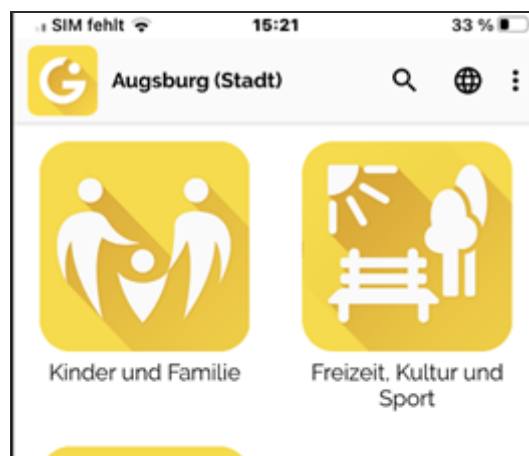 SIM fehlt 15:21 33 %
Augsburg (Stadt)
Kinder und Familie
Freizeit, Kultur und
Sport